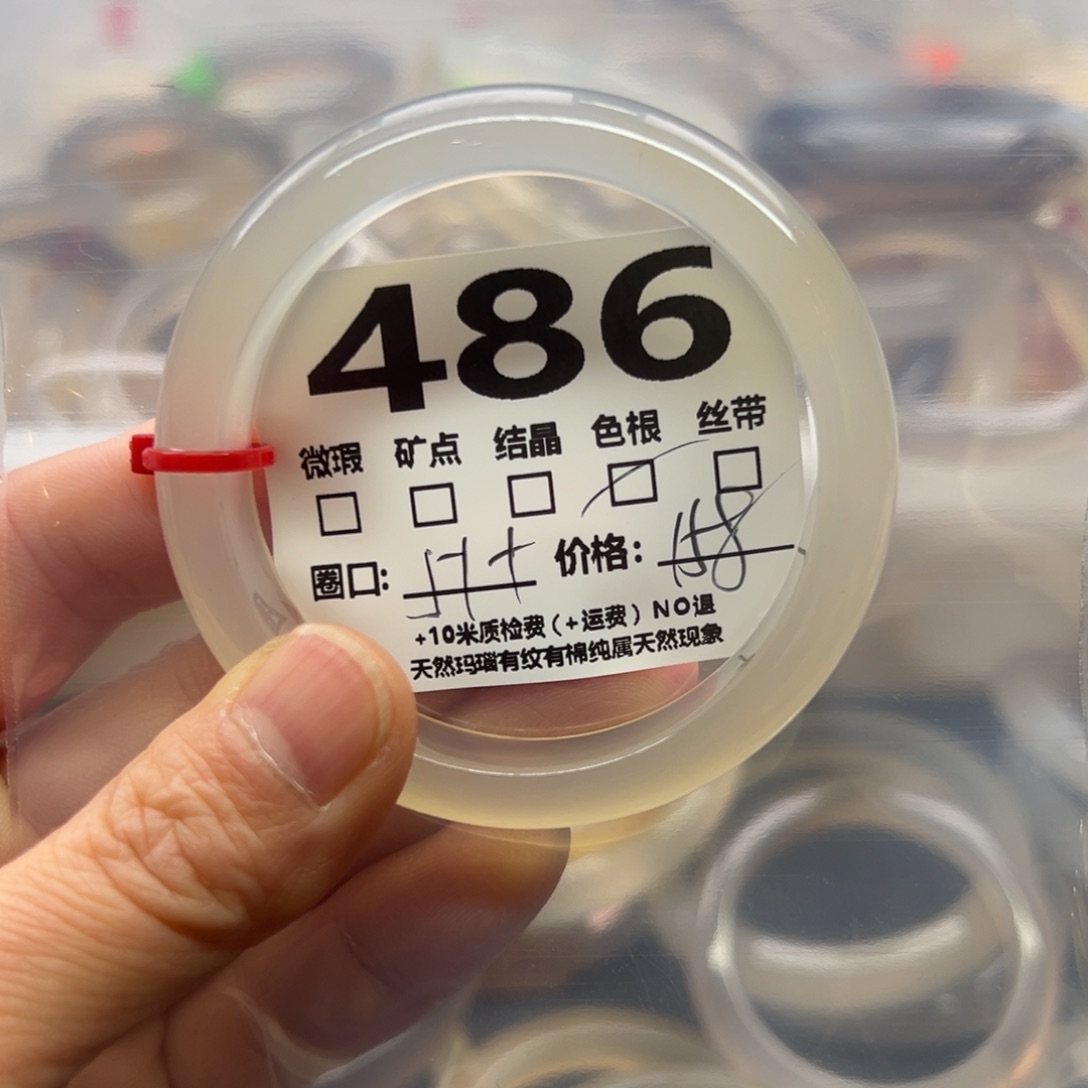 486
微瑕 矿点 结晶 色根 丝带
圈口: 57+ 价格: 158
+10米质检费(+运费)NO退
天然玛瑙有纹有棉纯属天然现象